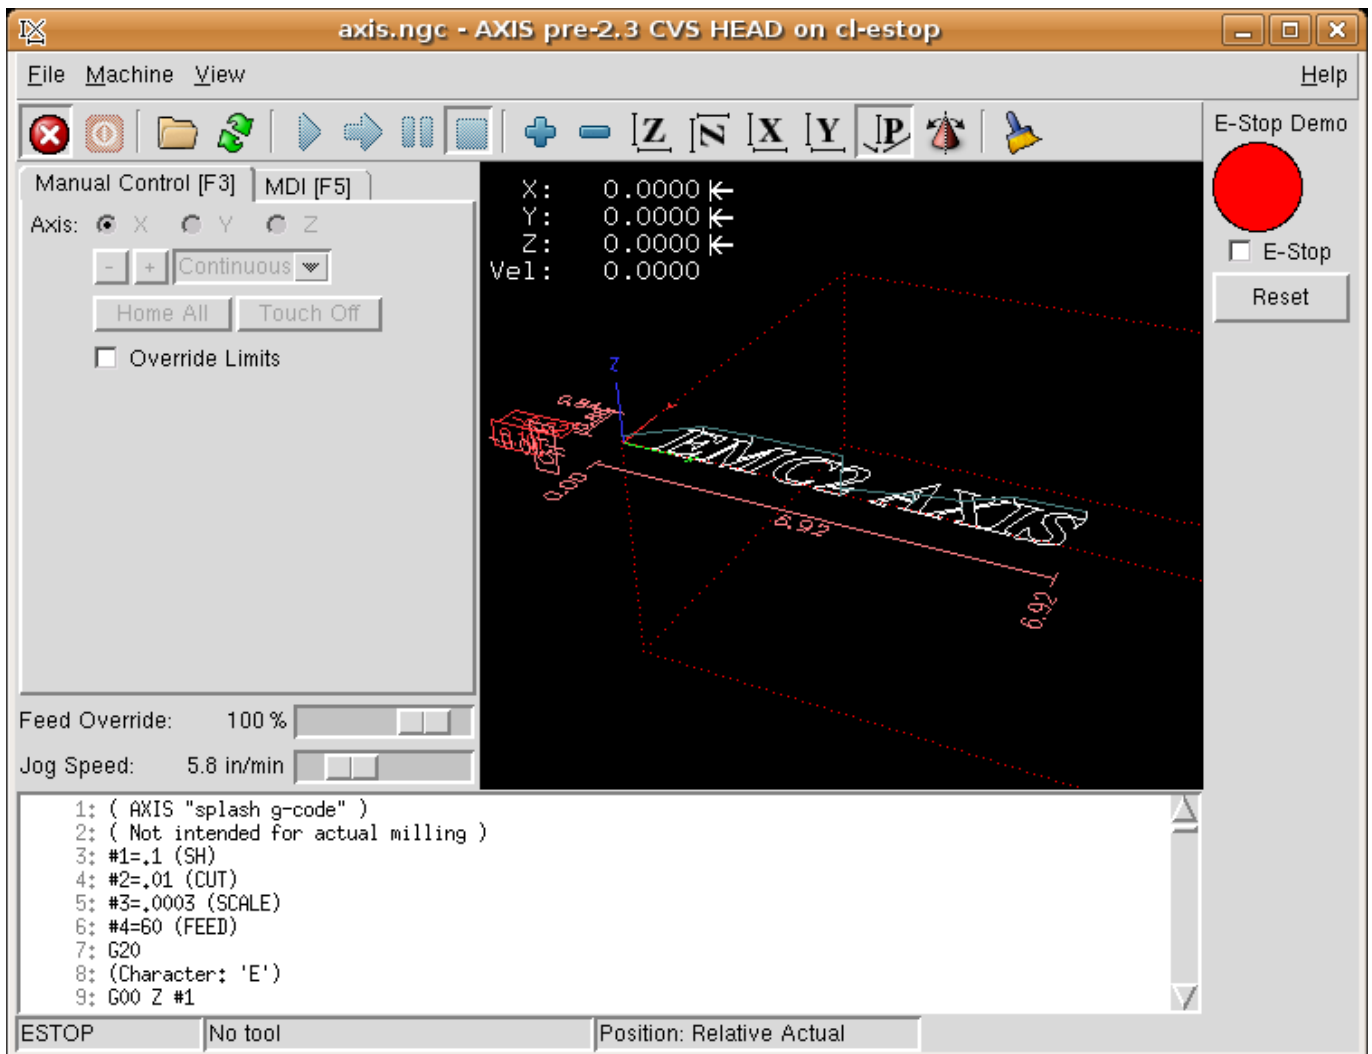 axis.ngc - AXIS pre-2.3 CVS HEAD on cl-estop
File Machine View Help
Z N X Y P
E-Stop Demo
E-Stop
Reset
Manual Control [F3] MDI [F5]
Axis: X Y Z
- + Continuous
Home All Touch Off
Override Limits
X: 0.0000
Y: 0.0000
Z: 0.0000
Vel: 0.0000
Z
0.00
6.92
6.92
EMC2 AXIS
Feed Override: 100 %
Jog Speed: 5.8 in/min
1: ( AXIS "splash g-code" )
2: ( Not intended for actual milling )
3: #1=.1 (SH)
4: #2=.01 (CUT)
5: #3=.0003 (SCALE)
6: #4=60 (FEED)
7: G20
8: (Character: 'E')
9: G00 Z #1
ESTOP No tool Position: Relative Actual